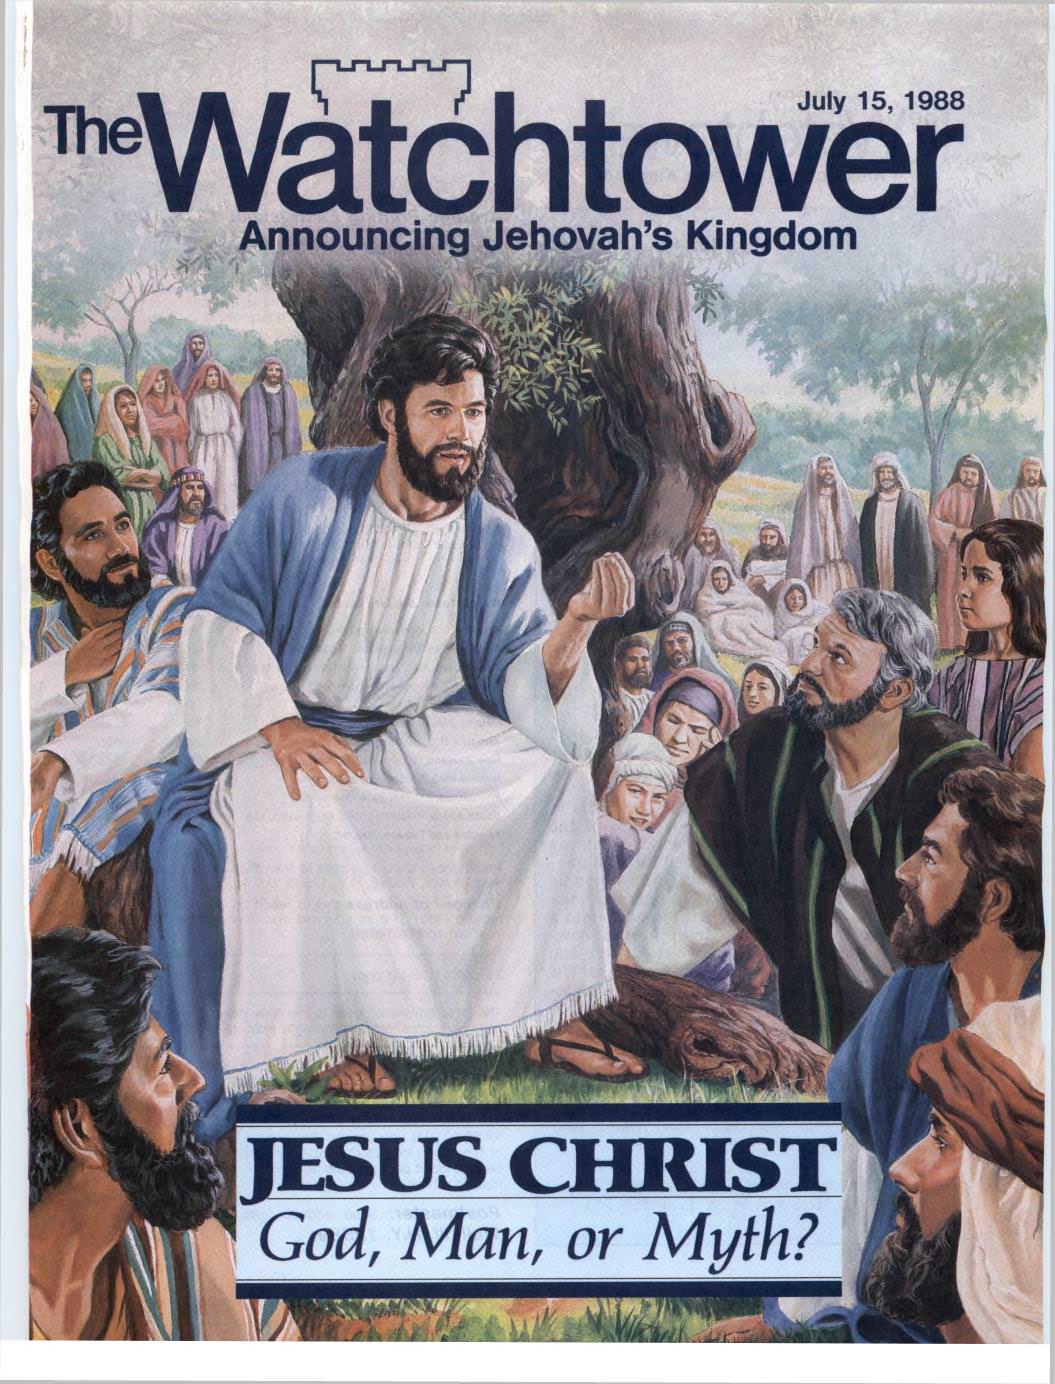 July 15, 1988
The Watchtower
Announcing Jehovah's Kingdom
JESUS CHRIST
God, Man, or Myth?